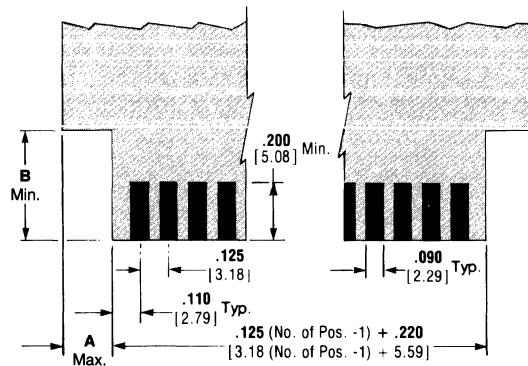 .200
[5.08] Min.
B
Min.
.125
[3.18]
.090
[2.29] Typ.
.110
[2.79] Typ.
.125 (No. of Pos. -1) + .220
[3.18 (No. of Pos. -1) + 5.59]
A
Max.